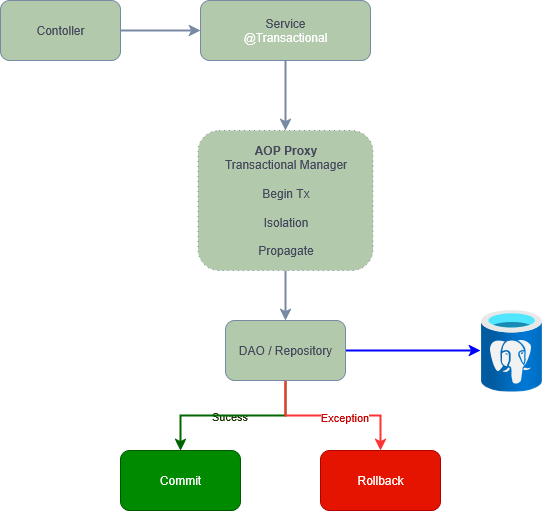 Contoller
Service
@Transactional
AOP Proxy
Transactional Manager
Begin Tx
Isolation
Propagate
DAO / Repository
Sucess
Exception
Commit
Rollback